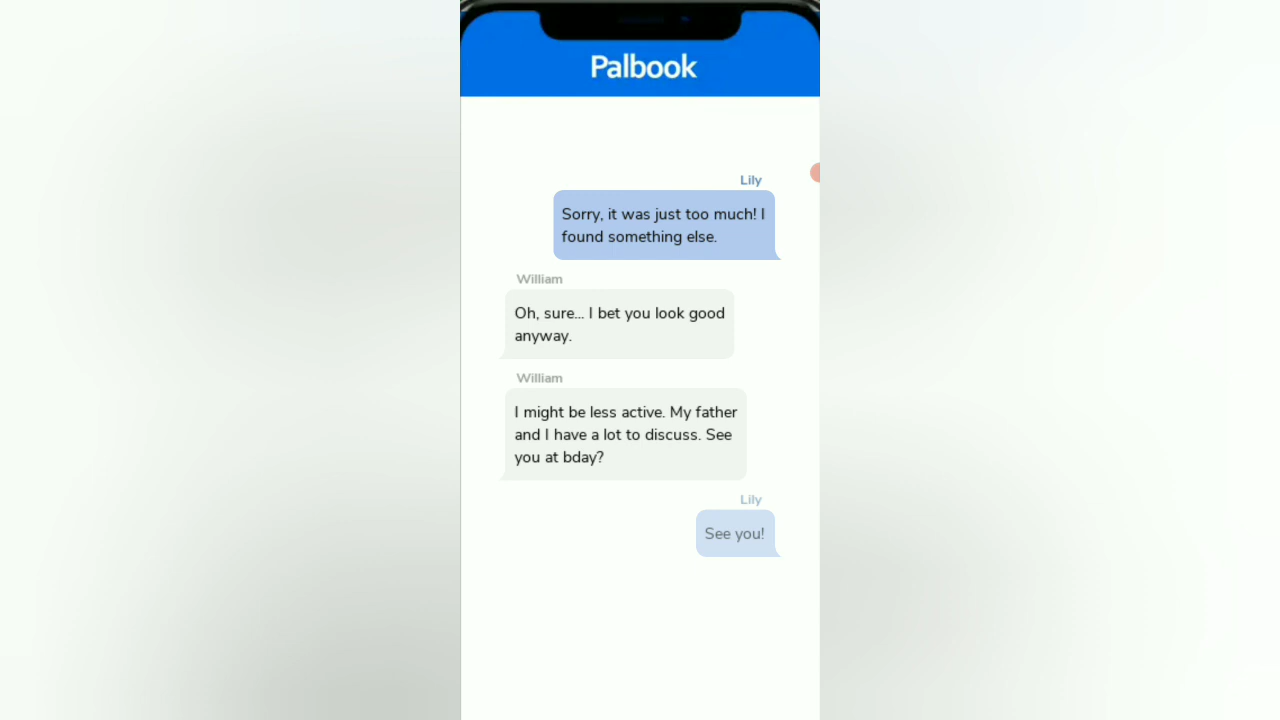 Palbook
Lily
Sorry, it was just too much! I
found something else.
William
Oh, sure... I bet you look good
anyway.
William
I might be less active. My father
and I have a lot to discuss. See
you at bday?
Lily
See you!